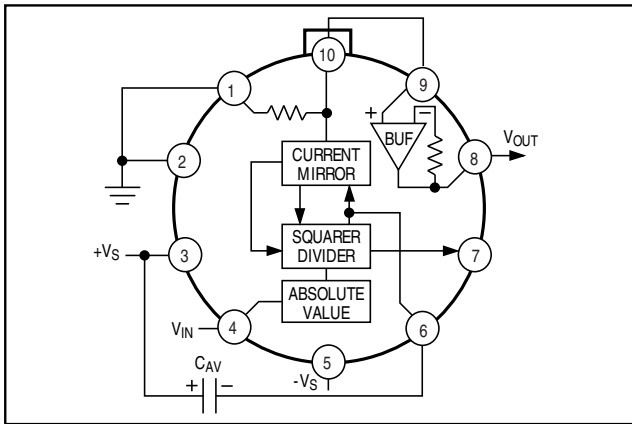 10
1
9
+
−
BUF
8
VOUT
2
CURRENT
MIRROR
+VS
3
SQUARER
DIVIDER
7
ABSOLUTE
VALUE
VIN
4
6
CAV
+
−
5
-VS